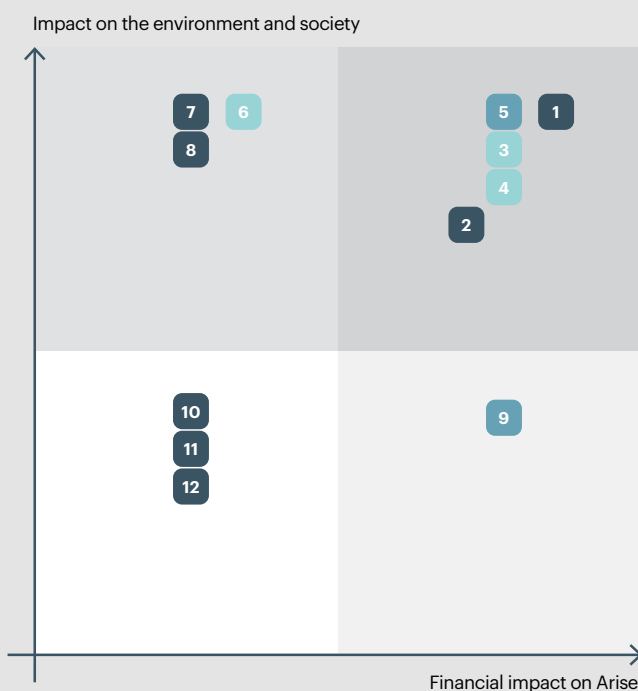 Impact on the environment and society
7 6 5 1
8 3
4
2
10 9
11
12
Financial impact on Arise